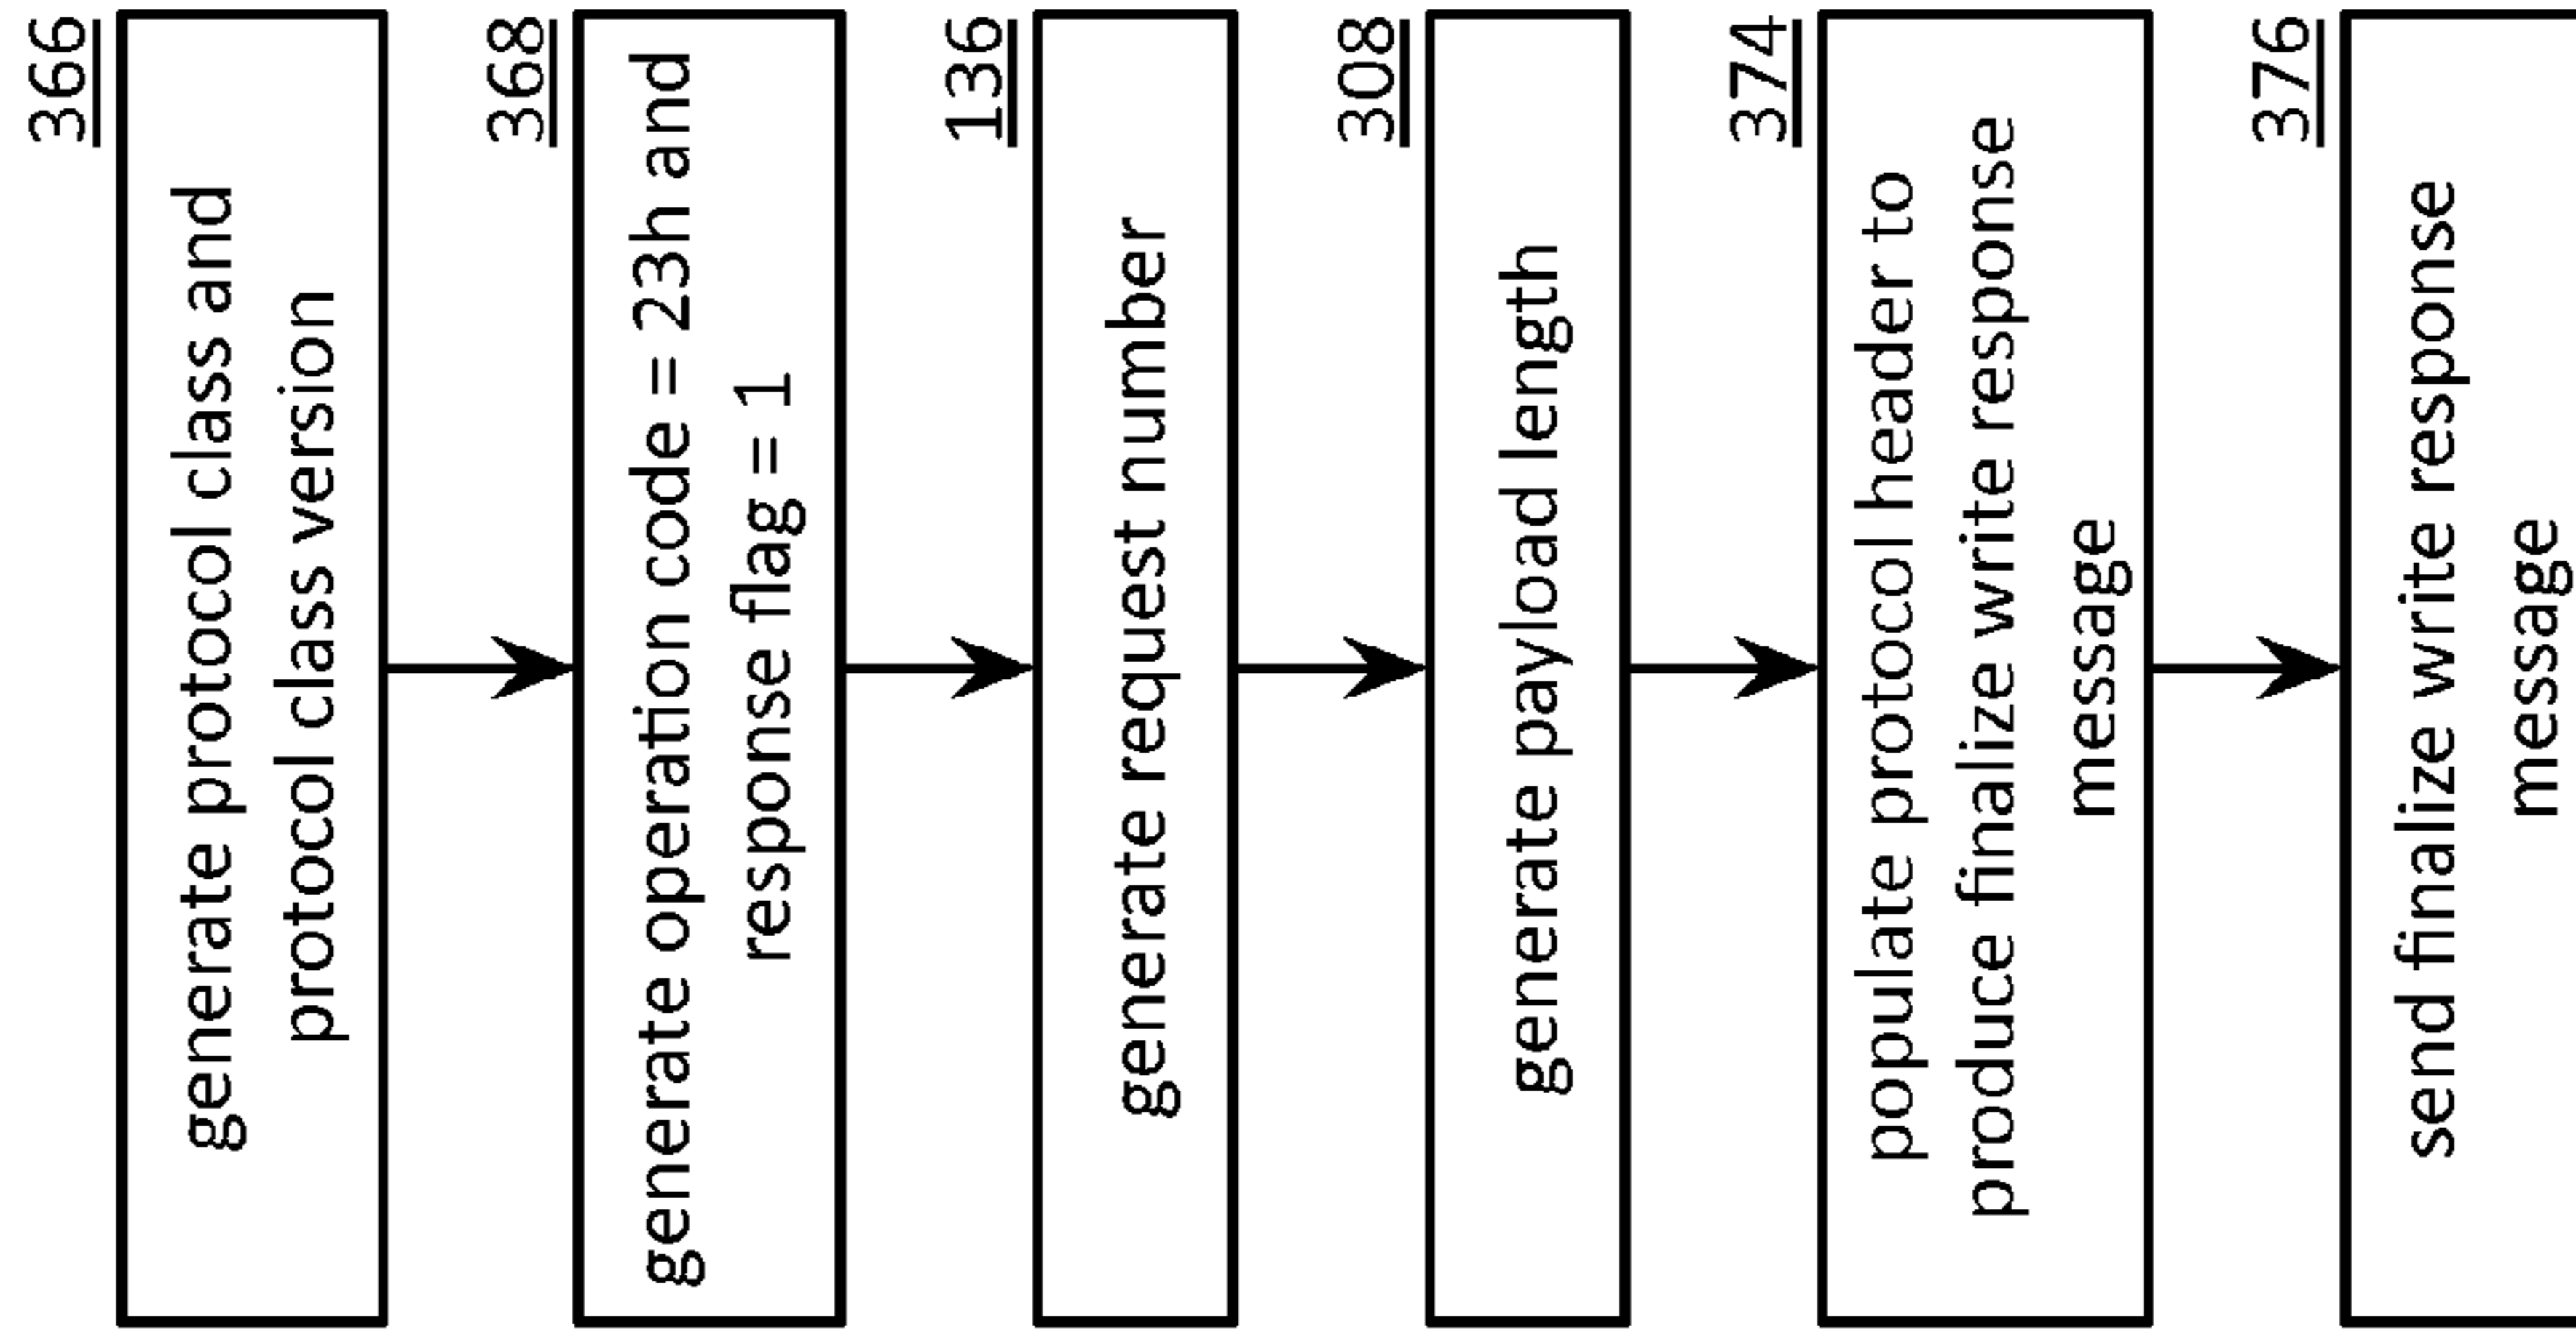 366
generate protocol class and
protocol class version
368
generate operation code = 23h and
response flag = 1
136
generate request number
308
generate payload length
374
populate protocol header to
produce finalize write response
message
376
send finalize write response
message